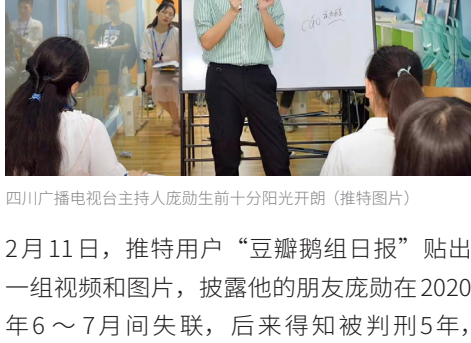 四川广播电视台主持人庞勋生前十分阳光开朗（推特图片）
2月11日，推特用户“豆瓣鹅组日报”贴出
一组视频和图片，披露他的朋友庞勋在2020
年6～7月间失联，后来得知被判刑5年，